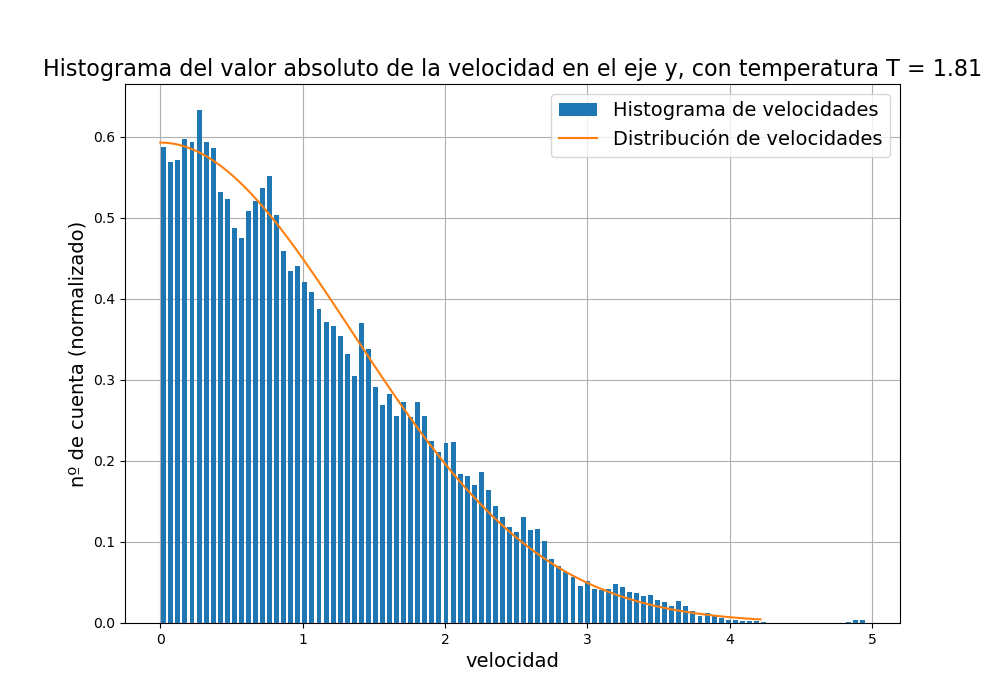 Histograma del valor absoluto de la velocidad en el eje y, con temperatura T = 1.81
Histograma de velocidades
Distribución de velocidades
nº de cuenta (normalizado)
0.6
0.5
0.4
0.3
0.2
0.1
0.0
0 1 2 3 4 5
velocidad